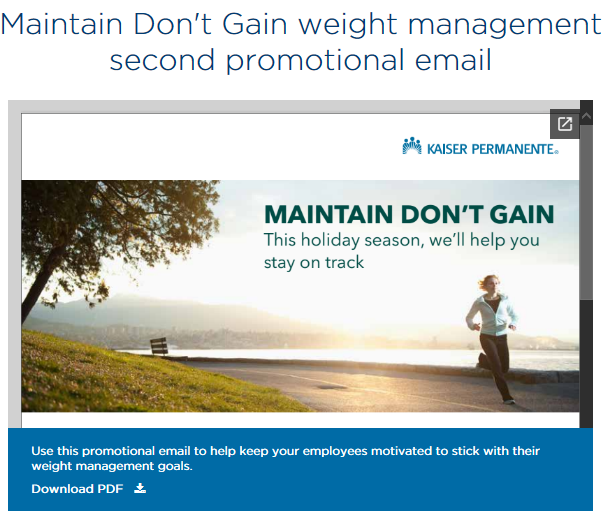 Maintain Don't Gain weight management
second promotional email
KAISER PERMANENTE®
MAINTAIN DON'T GAIN
This holiday season, we'll help you
stay on track
Use this promotional email to help keep your employees motivated to stick with their
weight management goals.
Download PDF